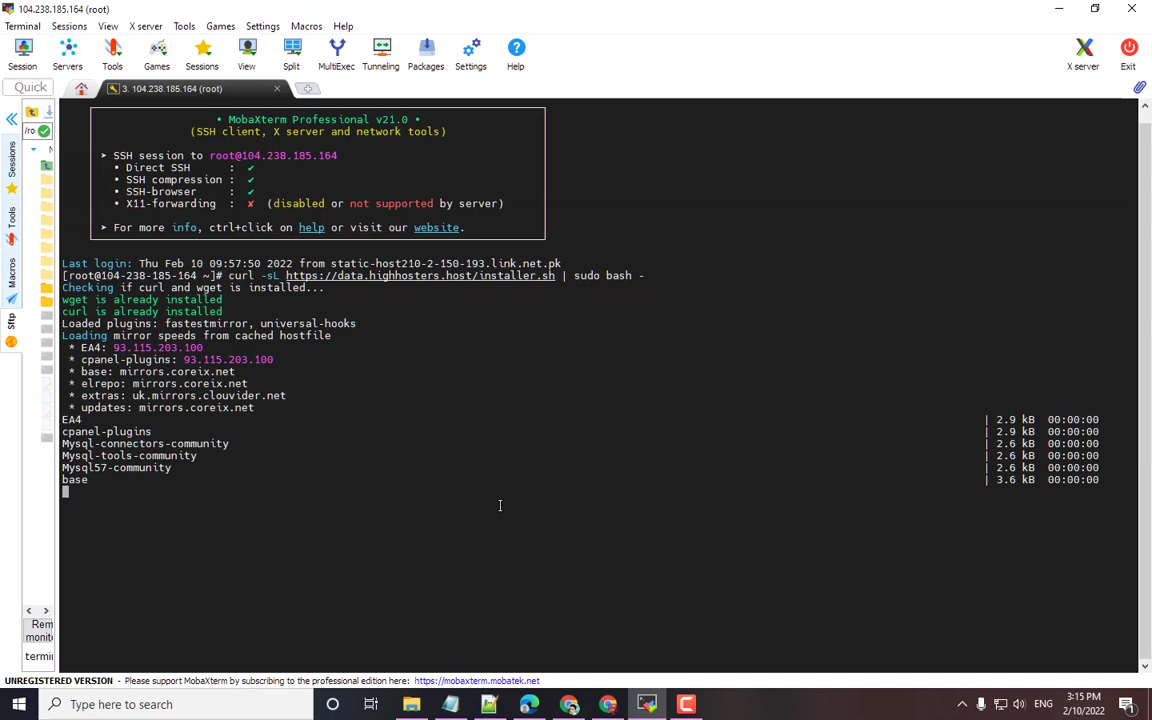 104.238.185.164 (root)
Terminal Sessions View X server Tools Games Settings Macros Help
Session Servers Tools Games Sessions View Split MultiExec Tunneling Packages Settings Help X server Exit
Quick 3. 104.238.185.164 (root)
• MobaXterm Professional v21.0 •
(SSH client, X server and network tools)
➤ SSH session to root@104.238.185.164
• Direct SSH : ✔
• SSH compression : ✔
• SSH-browser : ✔
• X11-forwarding : ✘ (disabled or not supported by server)
➤ For more info, ctrl+click on help or visit our website.
Last login: Thu Feb 10 09:57:50 2022 from static-host210-2-150-193.link.net.pk
[root@104-238-185-164 ~]# curl -sL https://data.highhosters.host/installer.sh | sudo bash -
Checking if curl and wget is installed...
wget is already installed
curl is already installed
Loaded plugins: fastestmirror, universal-hooks
Loading mirror speeds from cached hostfile
* EA4: 93.115.203.100
* cpanel-plugins: 93.115.203.100
* base: mirrors.coreix.net
* elrepo: mirrors.coreix.net
* extras: uk.mirrors.clouvider.net
* updates: mirrors.coreix.net
EA4 | 2.9 kB 00:00:00
cpanel-plugins | 2.9 kB 00:00:00
Mysql-connectors-community | 2.6 kB 00:00:00
Mysql-tools-community | 2.6 kB 00:00:00
Mysql57-community | 2.6 kB 00:00:00
base | 3.6 kB 00:00:00
/ro
Sessions
Tools
Macros
Sftp
Rem
monit
termi
UNREGISTERED VERSION - Please support MobaXterm by subscribing to the professional edition here: https://mobaxterm.mobatek.net
Type here to search
ENG
3:15 PM
2/10/2022
1